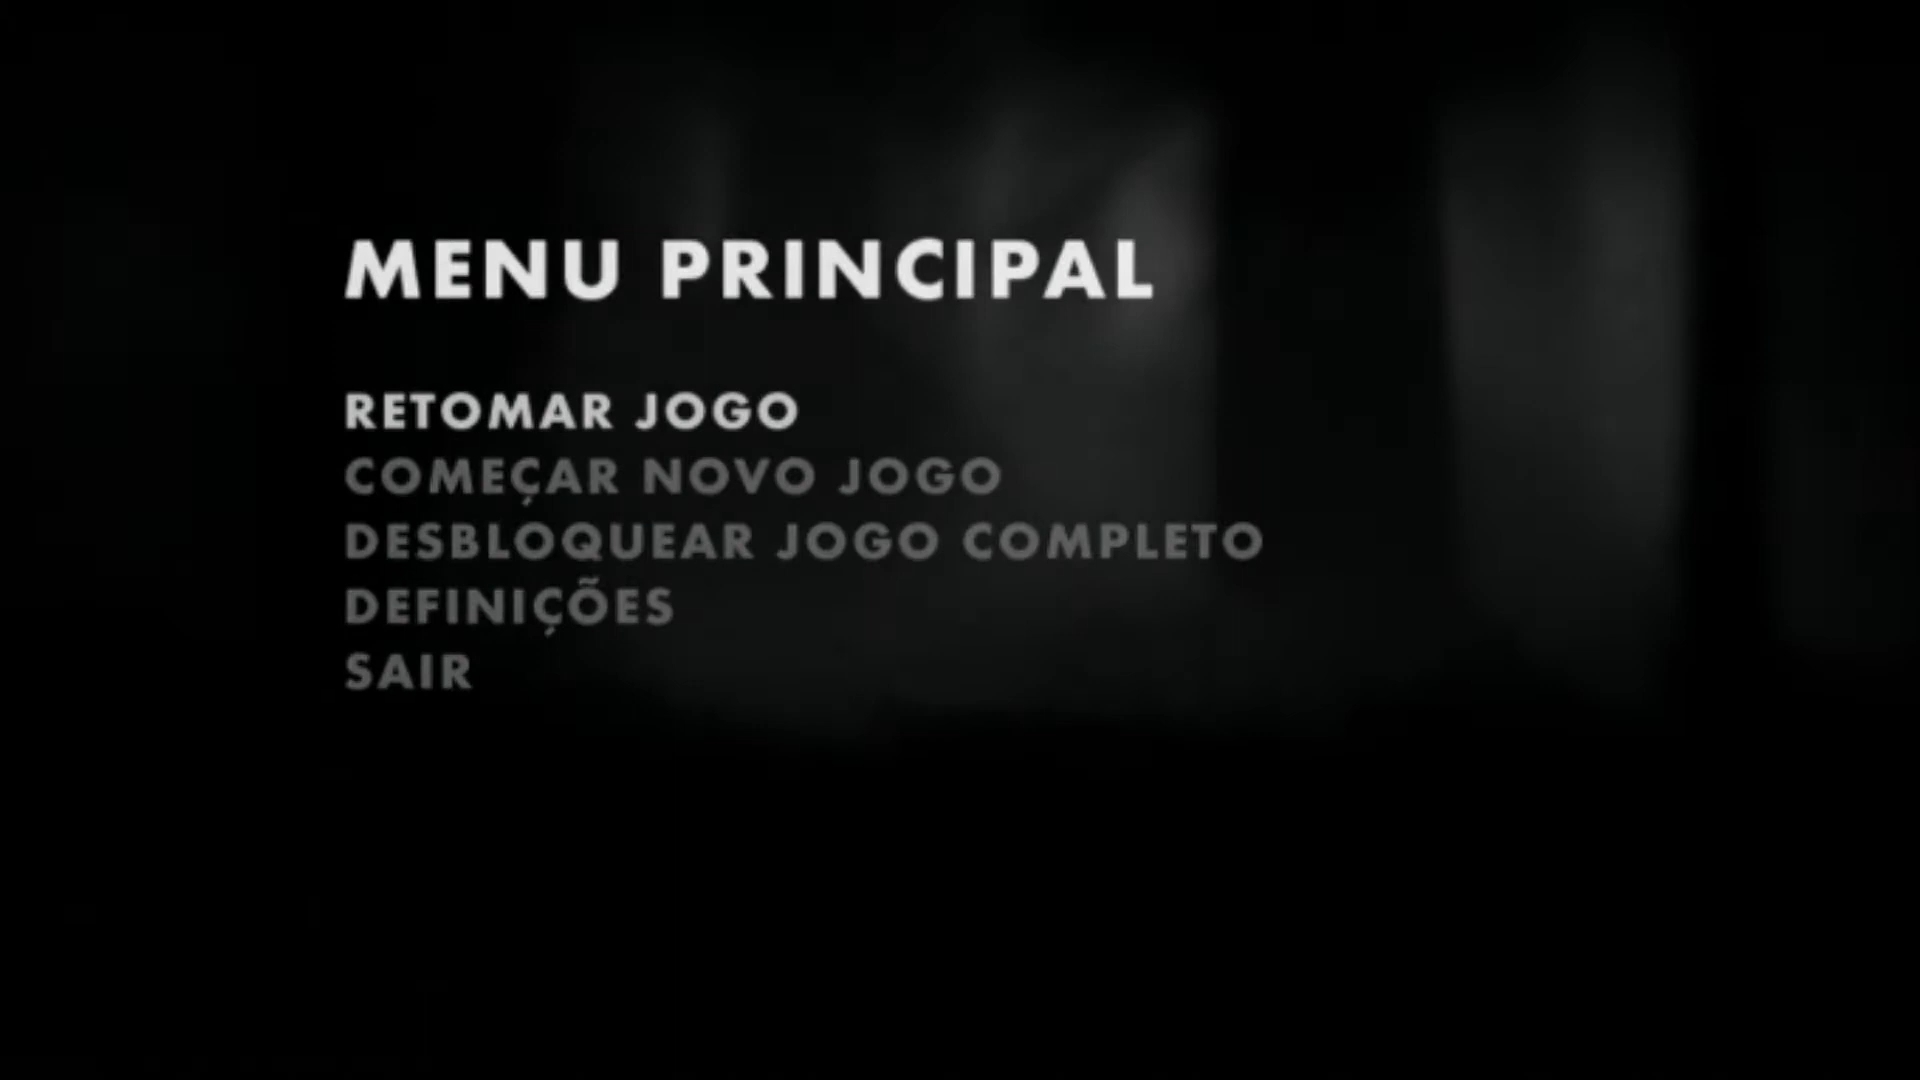 MENU PRINCIPAL
RETOMAR JOGO
COMEÇAR NOVO JOGO
DESBLOQUEAR JOGO COMPLETO
DEFINIÇÕES
SAIR